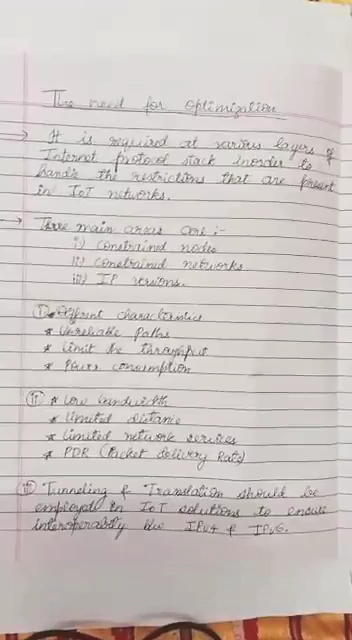 The need for optimization
→ It is required at various layers of
Internet protocol stack inorder to
handle the restrictions that are present
in IoT networks.
→ Three main areas are :-
i) constrained nodes
ii) constrained networks
iii) IP versions.
(i) * Different characteristics
* Unreliable paths
* Limit the throughput
* Power consumption
(ii) * Low bandwidth
* Limited distance
* Limited network services
* PDR (Packet Delivery Rate)
(iii) Tunneling & Translation should be
employed in IoT solutions to ensure
interoperability b/w IPv4 & IPv6.